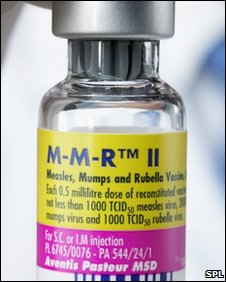 M-M-R™ II
Measles, Mumps and Rubella Vaccine,
Each 0.5 millilitre dose of reconstituted vaccine
not less than 1000 TCID50 measles virus,
mumps virus and 1000 TCID50 rubella virus.
For S.C. or I.M injection
PL 6745/0076 - PA 544/24/1
Aventis Pasteur MSD
SPL